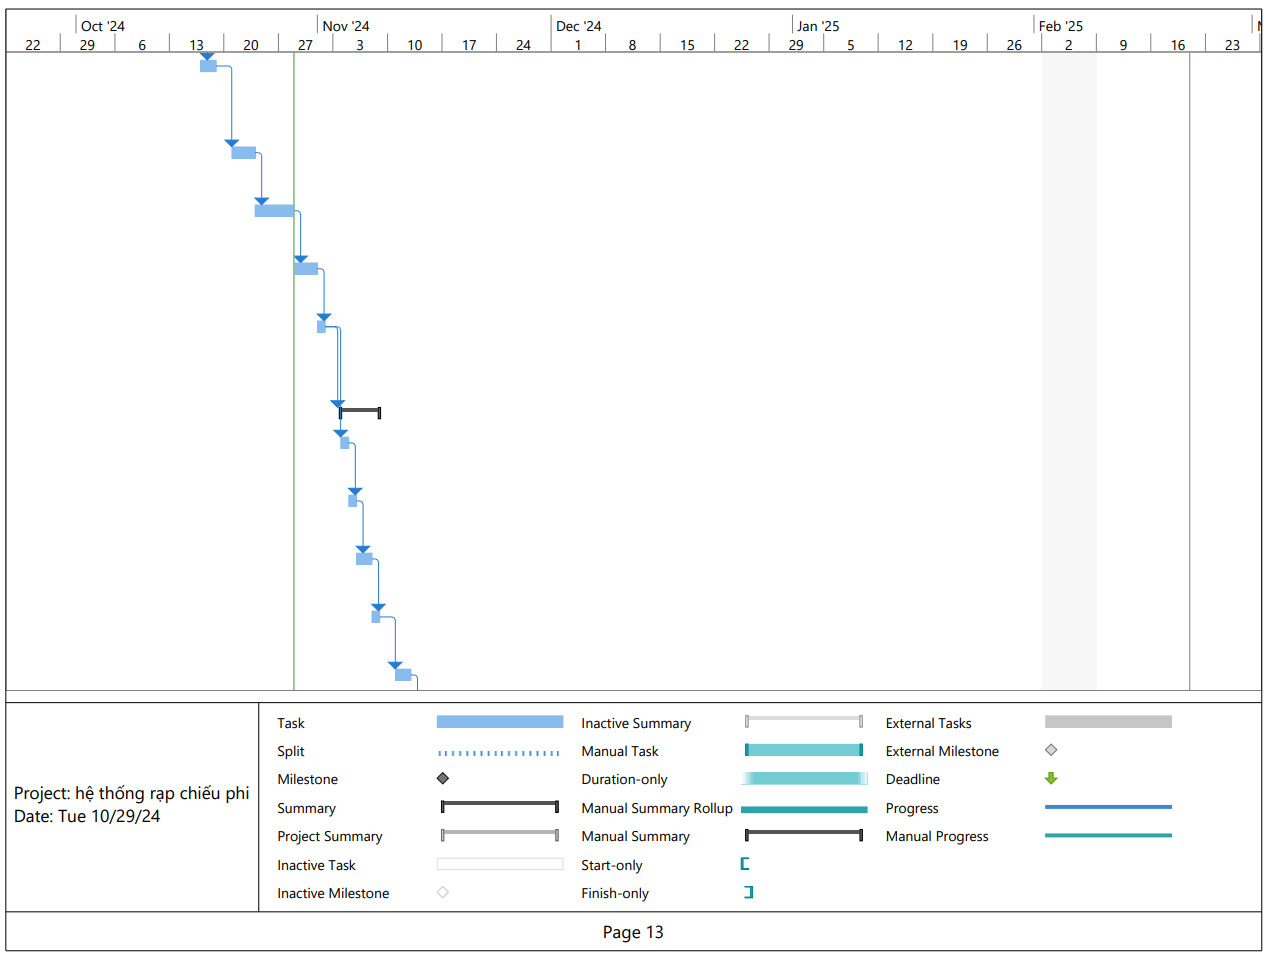 Oct '24 Nov '24 Dec '24 Jan '25 Feb '25
22 29 6 13 20 27 3 10 17 24 1 8 15 22 29 5 12 19 26 2 9 16 23
Task
Split
Milestone
Summary
Project Summary
Inactive Task
Inactive Milestone
Inactive Summary
Manual Task
Duration-only
Manual Summary Rollup
Manual Summary
Start-only
Finish-only
External Tasks
External Milestone
Deadline
Progress
Manual Progress
Project: hệ thống rạp chiếu phi
Date: Tue 10/29/24
Page 13